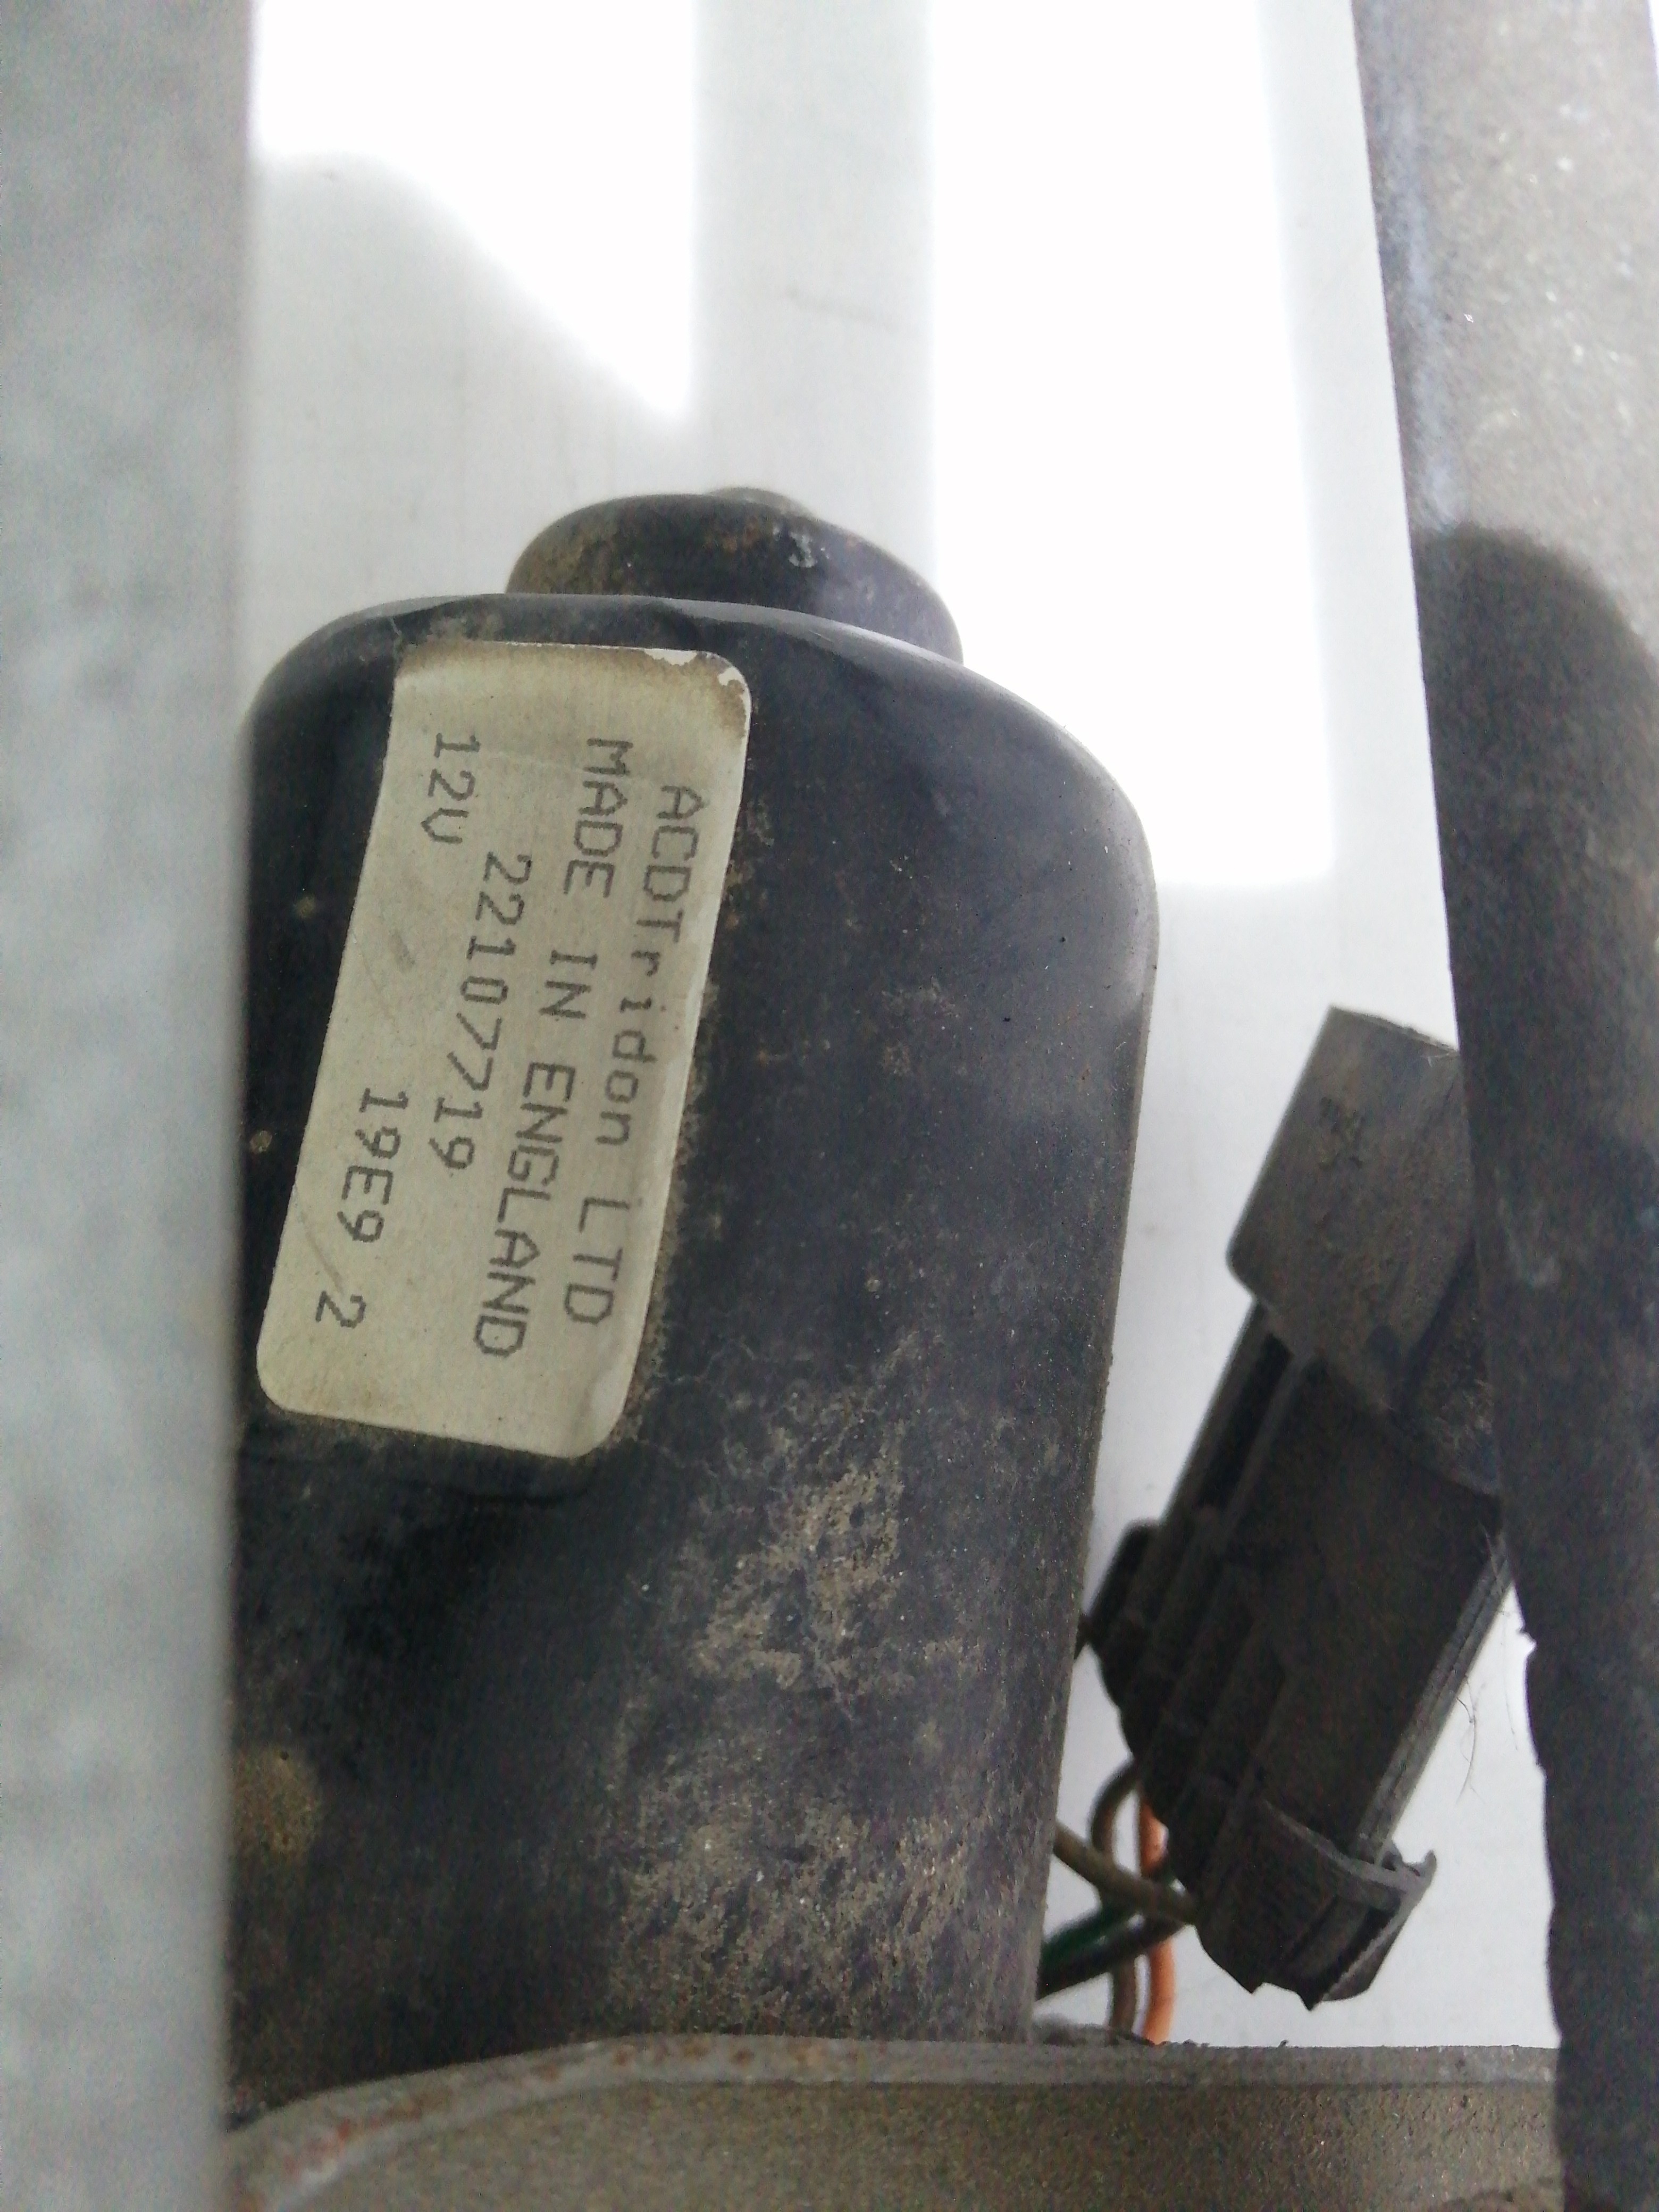 ACDTridon LTD
MADE IN ENGLAND
22107719
12V 19E9 2